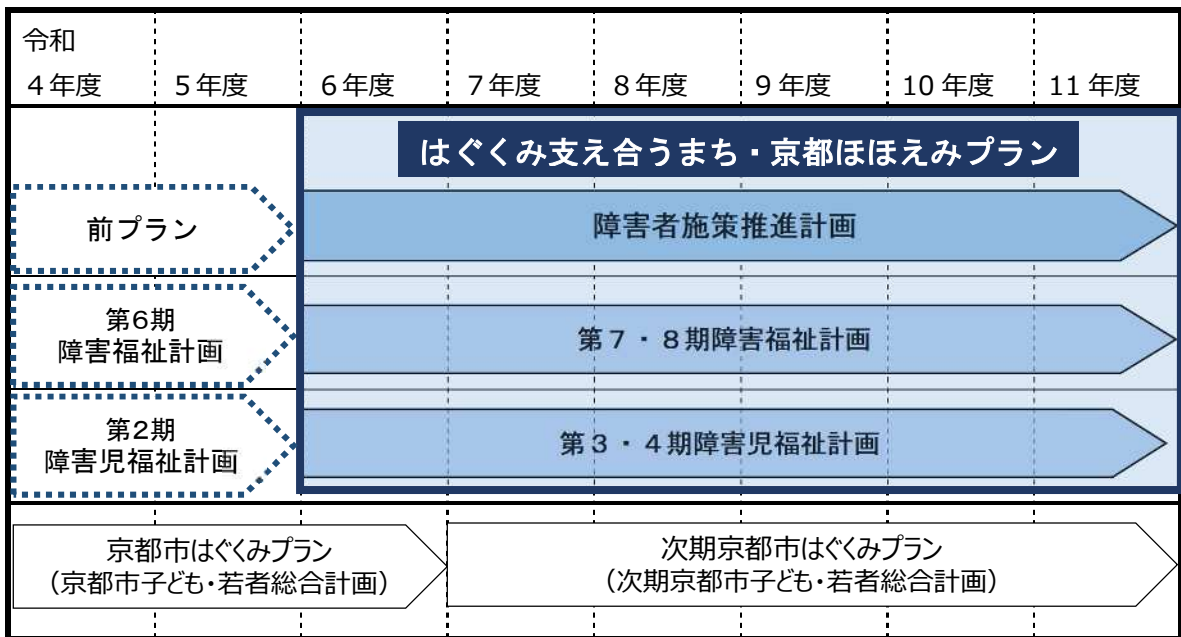 令和
4年度 5年度 6年度 7年度 8年度 9年度 10年度 11年度
はぐくみ支え合うまち・京都ほほえみプラン
前プラン
障害者施策推進計画
第6期
障害福祉計画
第7・8期障害福祉計画
第2期
障害児福祉計画
第3・4期障害児福祉計画
京都市はぐくみプラン
(京都市子ども・若者総合計画)
次期京都市はぐくみプラン
(次期京都市子ども・若者総合計画)